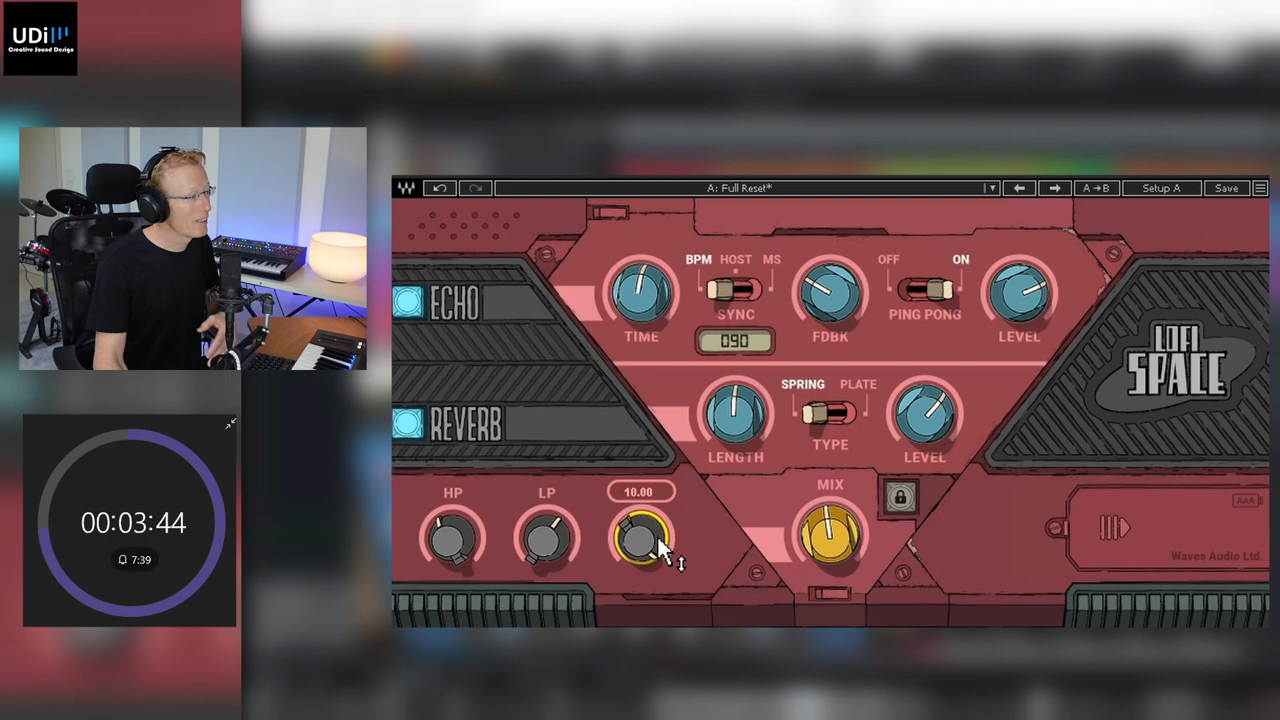 UDi
Creative Sound Design
A: Full Reset*
A→B
Setup A
Save
BPM HOST MS
OFF ON
ECHO
SYNC
PING PONG
TIME
090
FDBK
LEVEL
LOFI
SPACE
SPRING PLATE
REVERB
TYPE
LENGTH
LEVEL
HP
LP
10.00
MIX
AAA
00:03:44
7:39
Waves Audio Ltd.